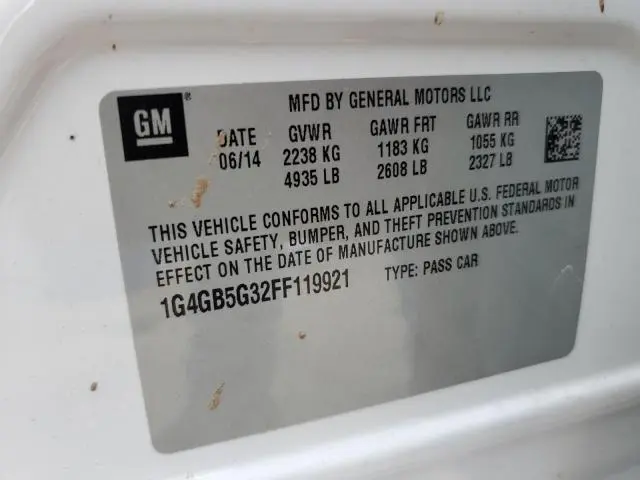 GM®
MFD BY GENERAL MOTORS LLC
DATE GVWR GAWR FRT GAWR RR
06/14 2238 KG 1183 KG 1055 KG
4935 LB 2608 LB 2327 LB
THIS VEHICLE CONFORMS TO ALL APPLICABLE U.S. FEDERAL MOTOR
VEHICLE SAFETY, BUMPER, AND THEFT PREVENTION STANDARDS IN
EFFECT ON THE DATE OF MANUFACTURE SHOWN ABOVE.
1G4GB5G32FF119921 TYPE: PASS CAR